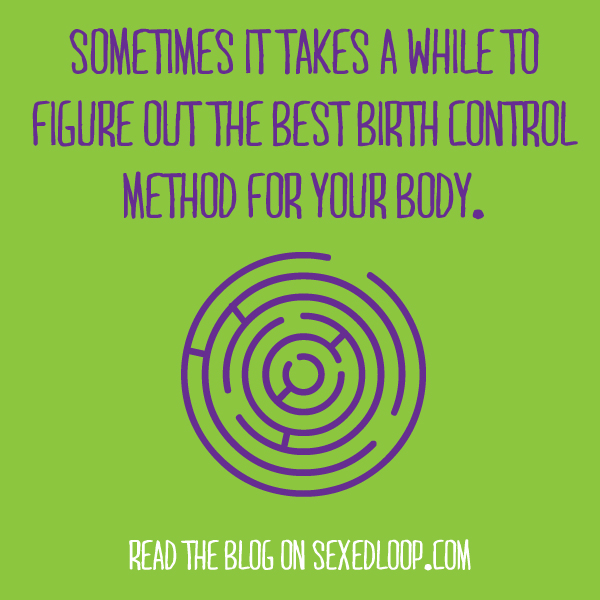 SOMETIMES IT TAKES A WHILE TO
FIGURE OUT THE BEST BIRTH CONTROL
METHOD FOR YOUR BODY.
READ THE BLOG ON SEXEDLOOP.COM